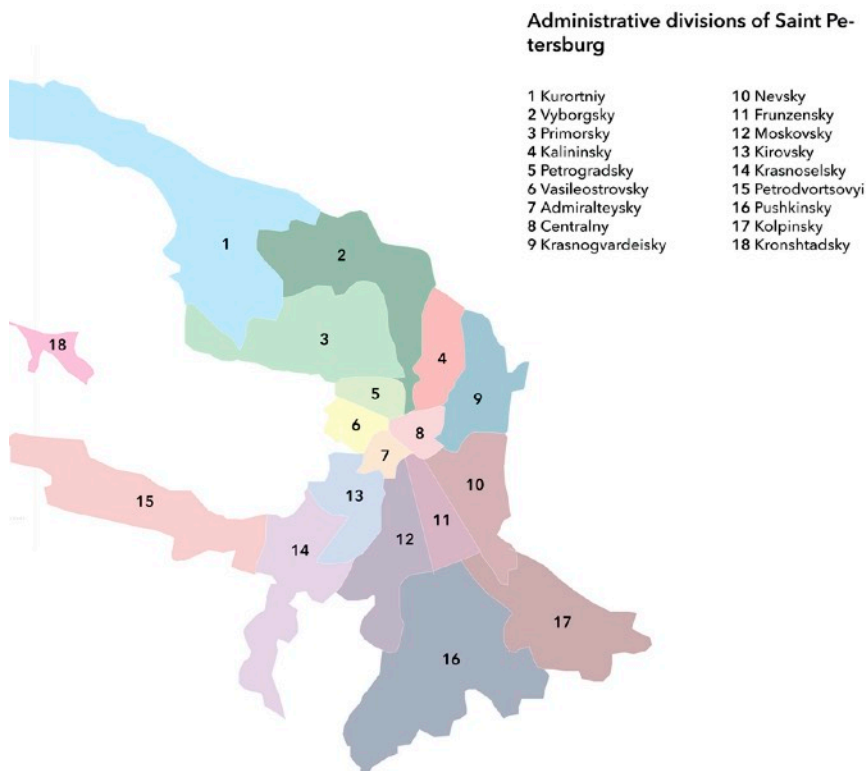 Administrative divisions of Saint Pe-
tersburg
1 Kurortniy
2 Vyborgsky
3 Primorsky
4 Kalininsky
5 Petrogradsky
6 Vasileostrovsky
7 Admiralteysky
8 Centralny
9 Krasnogvardeisky
10 Nevsky
11 Frunzensky
12 Moskovsky
13 Kirovsky
14 Krasnoselsky
15 Petrodvortsovyi
16 Pushkinsky
17 Kolpinsky
18 Kronshtadsky
1
2
18
3
4
5
9
6
8
7
10
13
15
11
12
14
17
16